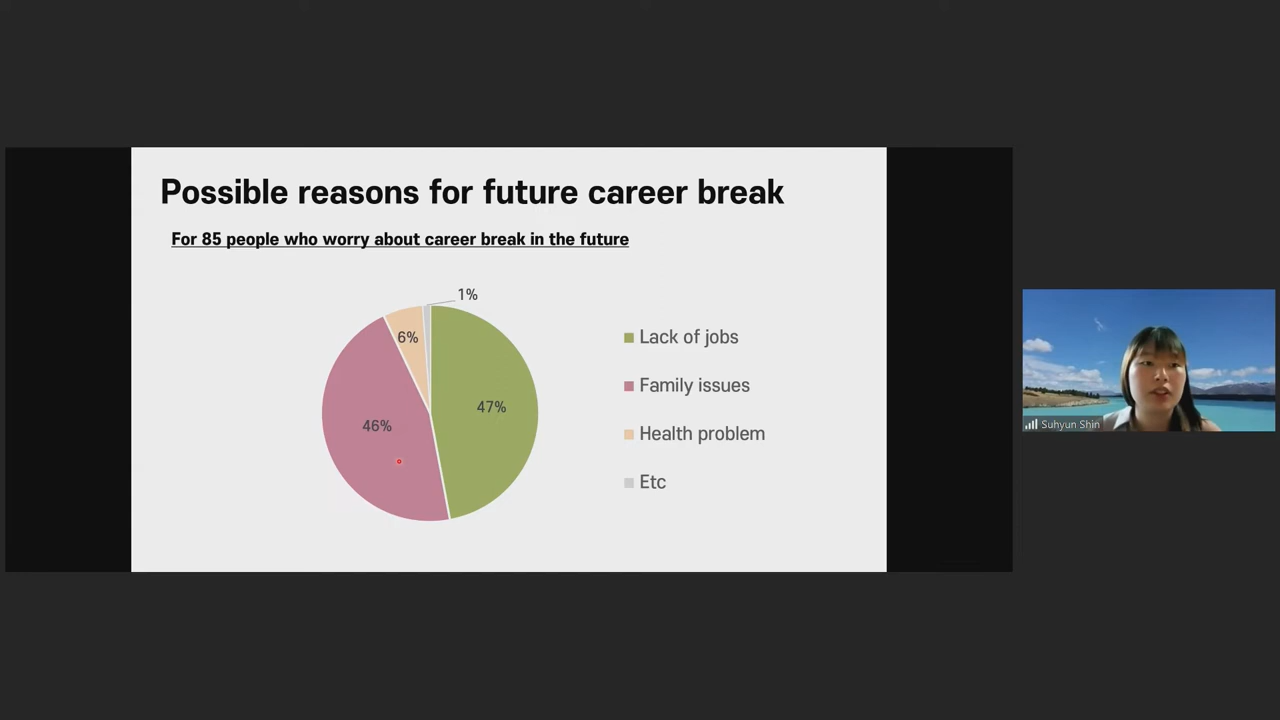 Possible reasons for future career break
For 85 people who worry about career break in the future
1%
6%
47%
46%
Lack of jobs
Family issues
Health problem
Etc
Suhyun Shin